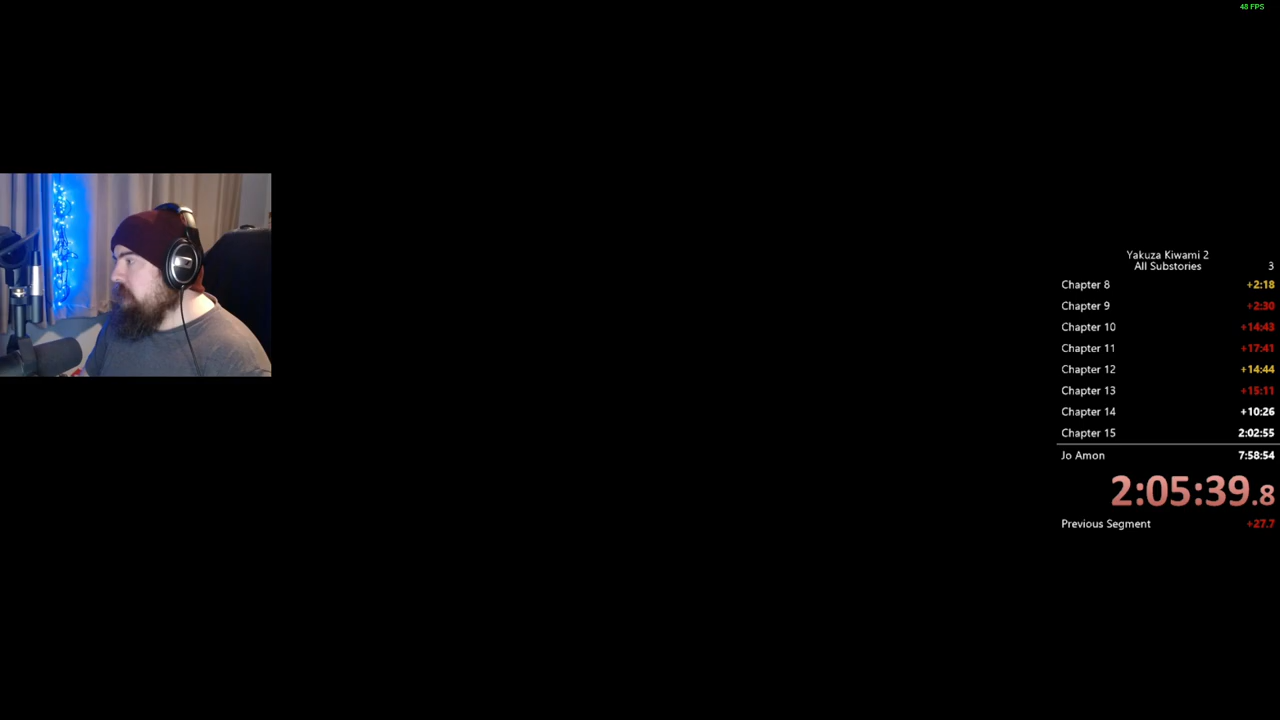 48 FPS
Yakuza Kiwami 2
All Substories 3
Chapter 8 +2:18
Chapter 9 +2:30
Chapter 10 +14:43
Chapter 11 +17:41
Chapter 12 +14:44
Chapter 13 +15:11
Chapter 14 +10:26
Chapter 15 2:02:55
Jo Amon 7:58:54
2:05:39.8
Previous Segment +27.7